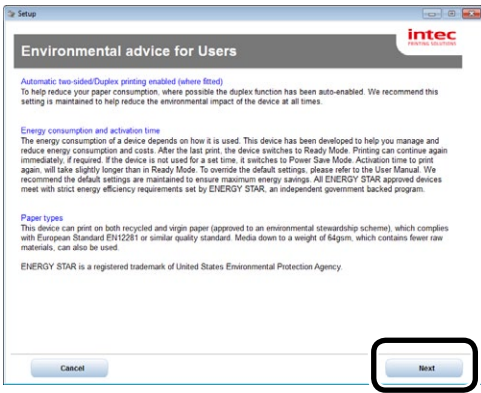 Setup
intec
PRINTING SOLUTIONS
Environmental advice for Users
Automatic two-sided/Duplex printing enabled (where fitted)
To help reduce your paper consumption, where possible the duplex function has been auto-enabled. We recommend this
setting is maintained to help reduce the environmental impact of the device at all times.
Energy consumption and activation time
The energy consumption of a device depends on how it is used. This device has been developed to help you manage and
reduce energy consumption and costs. After the last print, the device switches to Ready Mode. Printing can continue again
immediately, if required. If the device is not used for a set time, it switches to Power Save Mode. Activation time to print
again, will take slightly longer than in Ready Mode. To override the default settings, please refer to the User Manual. We
recommend the default settings are maintained to ensure maximum energy savings. All ENERGY STAR approved devices
meet with strict energy efficiency requirements set by ENERGY STAR, an independent government backed program.
Paper types
This device can print on both recycled and virgin paper (approved to an environmental stewardship scheme), which complies
with European Standard EN12281 or similar quality standard. Media down to a weight of 64gsm, which contains fewer raw
materials, can also be used.
ENERGY STAR is a registered trademark of United States Environmental Protection Agency.
Cancel
Next